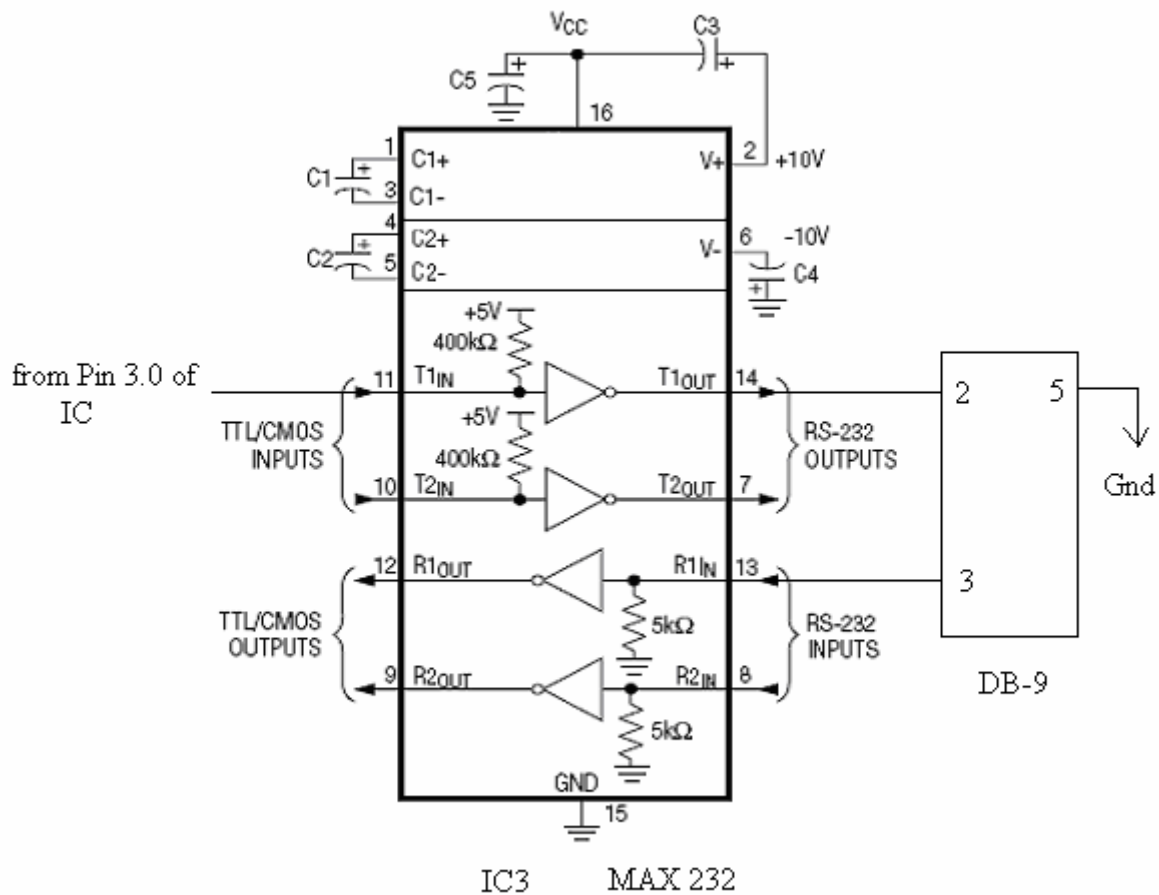 VCC
C3
+
+
C5
16
1
C1+
V+
2
+10V
C1
+
3
C1-
4
C2+
V-
6
-10V
C2
+
5
C2-
C4
+
+5V
400kΩ
from Pin 3.0 of
IC
11
T1IN
T1OUT
14
2
5
TTL/CMOS
INPUTS
+5V
400kΩ
RS-232
OUTPUTS
Gnd
10
T2IN
T2OUT
7
12
R1OUT
R1IN
13
3
TTL/CMOS
OUTPUTS
5kΩ
RS-232
INPUTS
9
R2OUT
R2IN
8
DB-9
5kΩ
GND
15
IC3
MAX 232